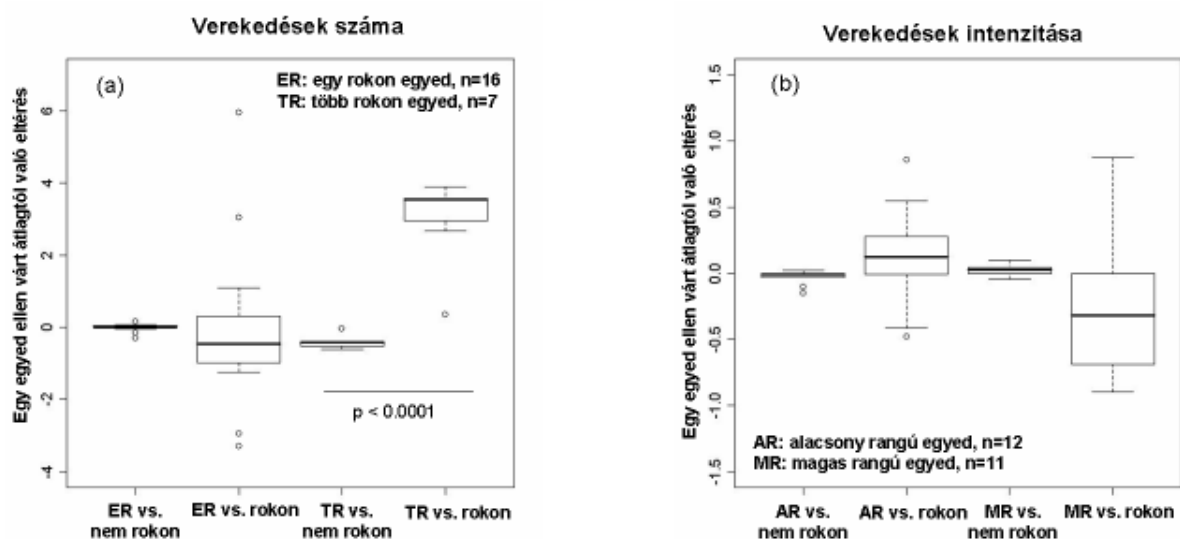 Verekedések száma
(a)
ER: egy rokon egyed, n=16
TR: több rokon egyed, n=7
Egy egyed ellen várt átlagtól való eltérés
6
4
2
0
-2
-4
p < 0.0001
ER vs.
nem rokon
ER vs. rokon
TR vs.
nem rokon
TR vs. rokon
Verekedések intenzitása
(b)
Egy egyed ellen várt átlagtól való eltérés
1.5
1.0
0.5
0.0
-0.5
-1.0
-1.5
AR: alacsony rangú egyed, n=12
MR: magas rangú egyed, n=11
AR vs.
nem rokon
AR vs. rokon
MR vs.
nem rokon
MR vs. rokon